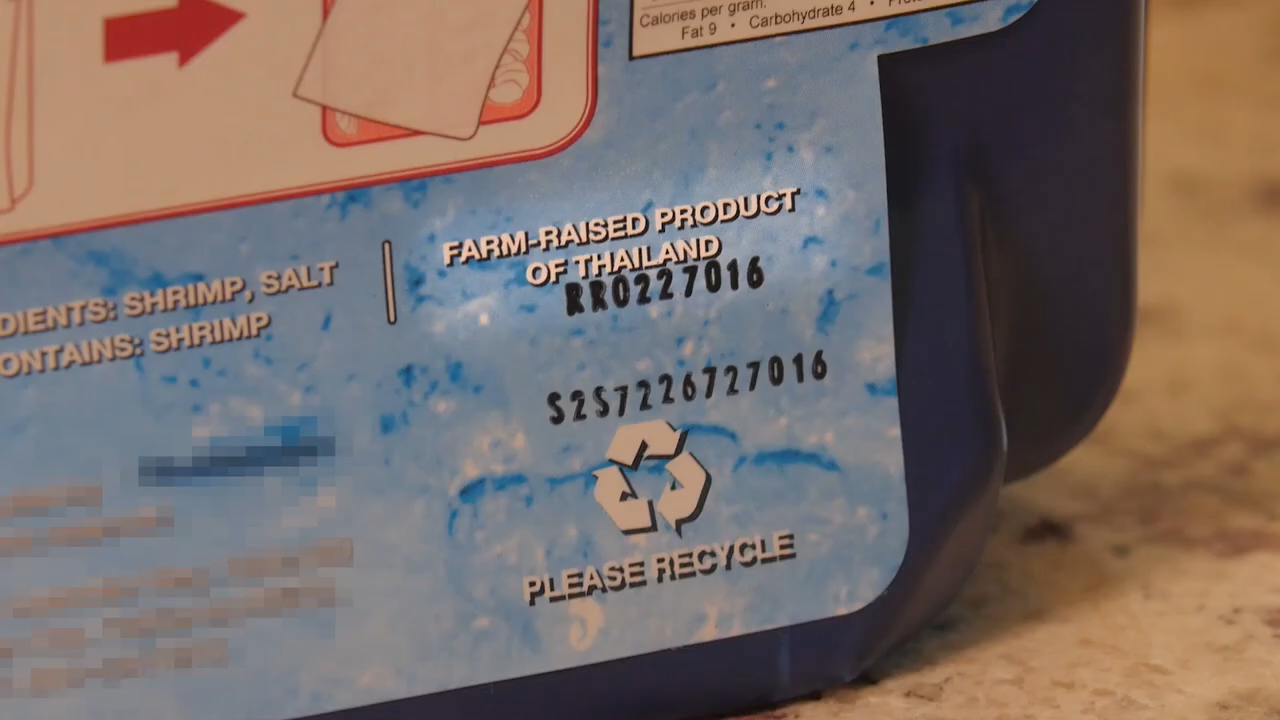 Calories per gram:
Fat 9 • Carbohydrate 4 •
DIENTS: SHRIMP, SALT
ONTAINS: SHRIMP
FARM-RAISED PRODUCT
OF THAILAND
RR0227016
S2S7226727016
PLEASE RECYCLE